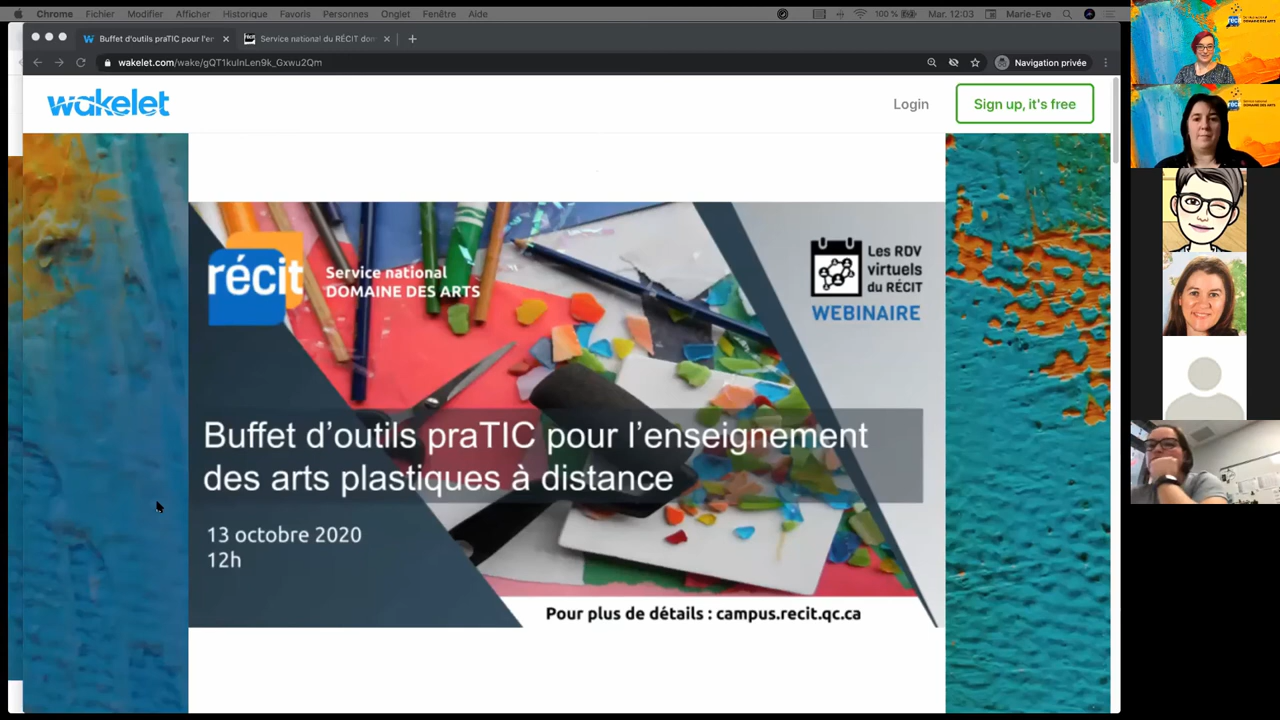 Chrome Fichier Modifier Afficher Historique Favoris Personnes Onglet Fenêtre Aide 100 % Mar. 12:03 Marie-Eve
Buffet d'outils praTIC pour l'er
Service national du RÉCIT dom
wakelet.com/wake/gQT1kuInLen9k_Gxwu2Qm
Navigation privée
wakelet
Login
Sign up, it's free
récit
Service national
DOMAINE DES ARTS
Les RDV
virtuels
du RÉCIT
WEBINAIRE
Buffet d'outils praTIC pour l'enseignement
des arts plastiques à distance
13 octobre 2020
12h
Pour plus de détails : campus.recit.qc.ca